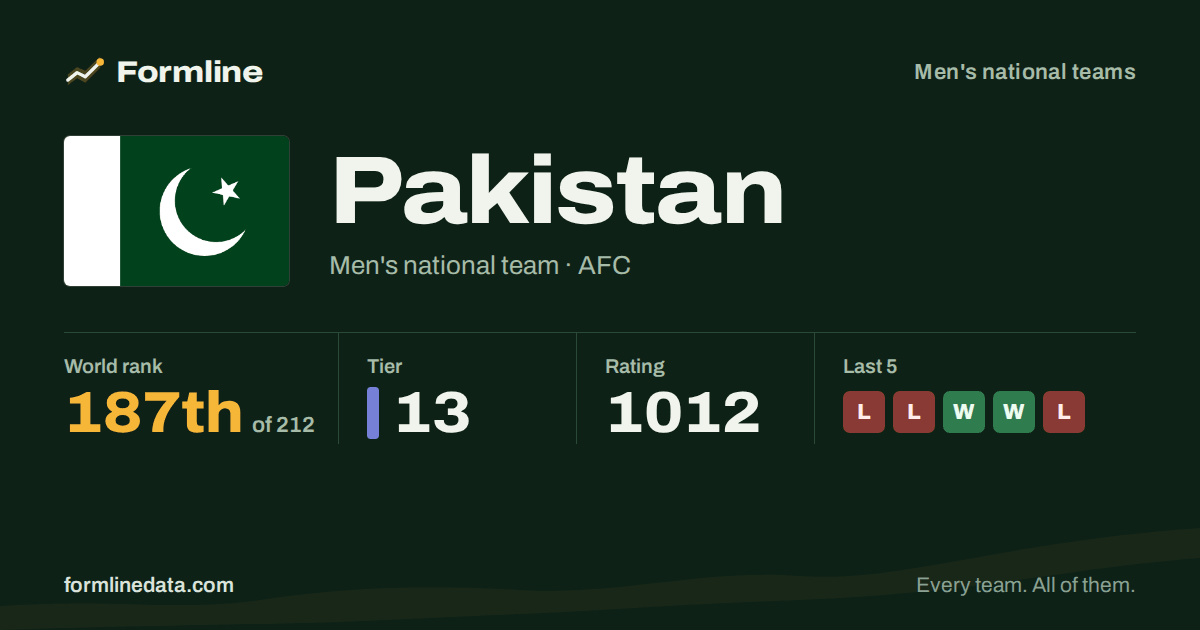 Formline
Men's national teams
Pakistan
Men's national team · AFC
World rank
187th of 212
Tier
13
Rating
1012
Last 5
L L W W L
formlinedata.com
Every team. All of them.